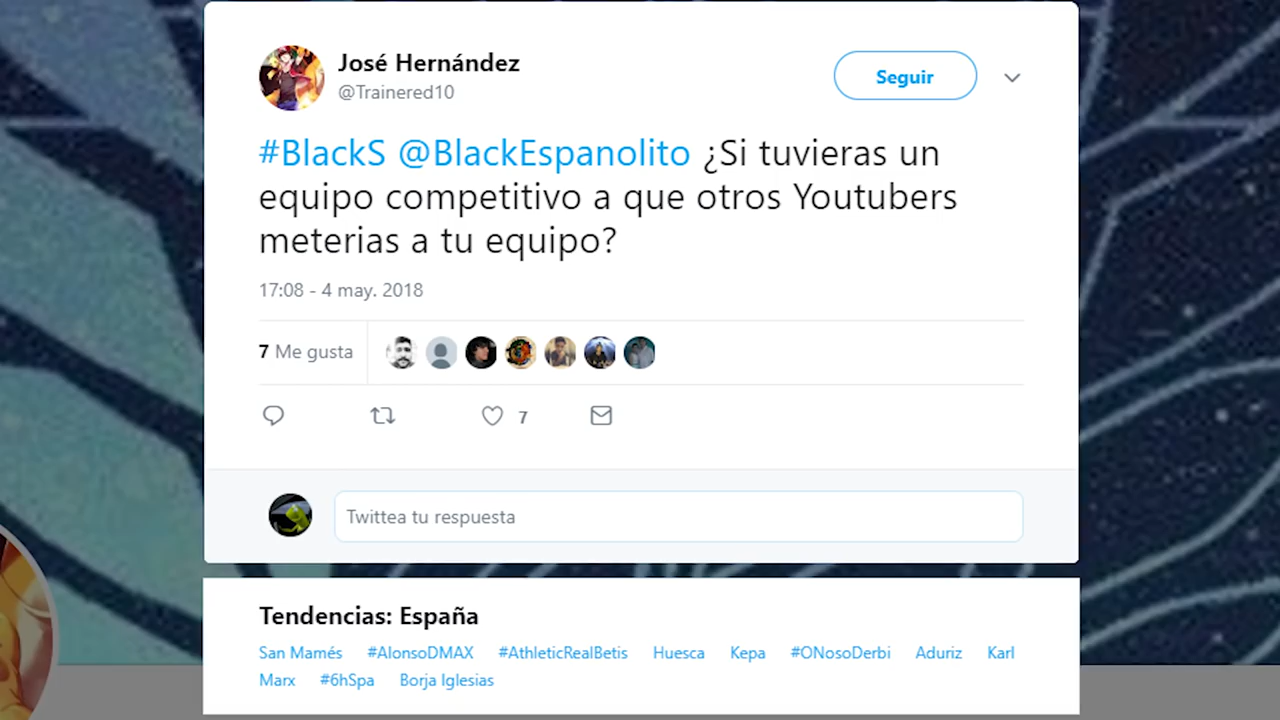 José Hernández
@Trainered10
Seguir
#BlackS @BlackEspanolito ¿Si tuvieras un
equipo competitivo a que otros Youtubers
meterias a tu equipo?
17:08 - 4 may. 2018
7 Me gusta
7
Twittea tu respuesta
Tendencias: España
San Mamés #AlonsoDMAX #AthleticRealBetis Huesca Kepa #ONosoDerbi Aduriz Karl
Marx #6hSpa Borja Iglesias